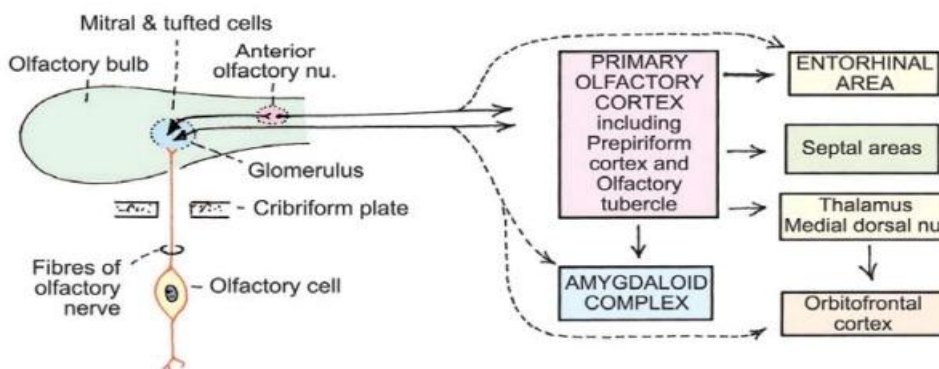 Mitral & tufted cells
Olfactory bulb
Anterior
olfactory nu.
Glomerulus
Cribriform plate
Fibres of
olfactory
nerve
Olfactory cell
PRIMARY
OLFACTORY
CORTEX
including
Prepiriform
cortex and
Olfactory
tubercle
AMYGDALOID
COMPLEX
ENTORHINAL
AREA
Septal areas
Thalamus
Medial dorsal nu
Orbitofrontal
cortex